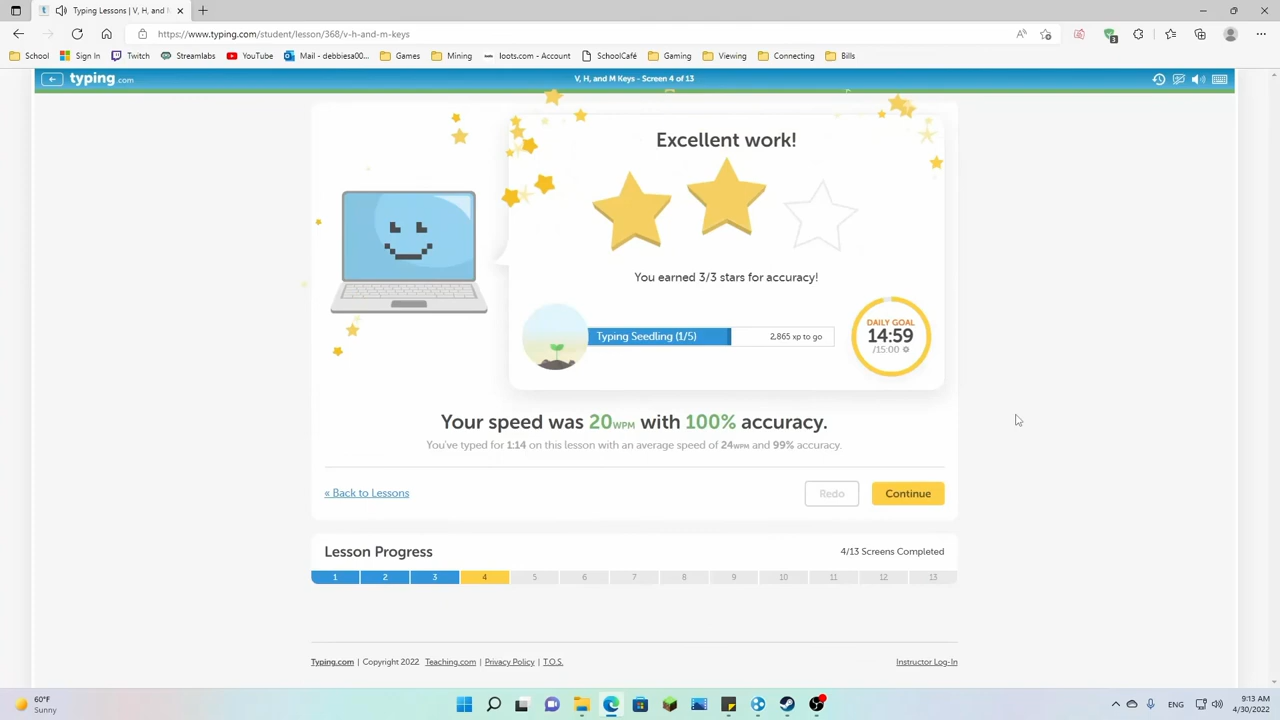 Typing Lessons | V, H, and M
https://www.typing.com/student/lesson/368/v-h-and-m-keys
School Sign In Twitch Streamlabs YouTube Mail - debbiesa00... Games Mining loots.com - Account SchoolCafé Gaming Viewing Connecting Bills
typing.com
V, H, and M Keys - Screen 4 of 13
Excellent work!
You earned 3/3 stars for accuracy!
Typing Seedling (1/5)
2,865 xp to go
DAILY GOAL
14:59
/15:00
Your speed was 20WPM with 100% accuracy.
You've typed for 1:14 on this lesson with an average speed of 24WPM and 99% accuracy.
« Back to Lessons
Redo
Continue
Lesson Progress
4/13 Screens Completed
1 2 3 4 5 6 7 8 9 10 11 12 13
Typing.com | Copyright 2022 Teaching.com | Privacy Policy | T.O.S.
Instructor Log-In
60°F
Sunny
ENG
9:13 AM
4/30/2022